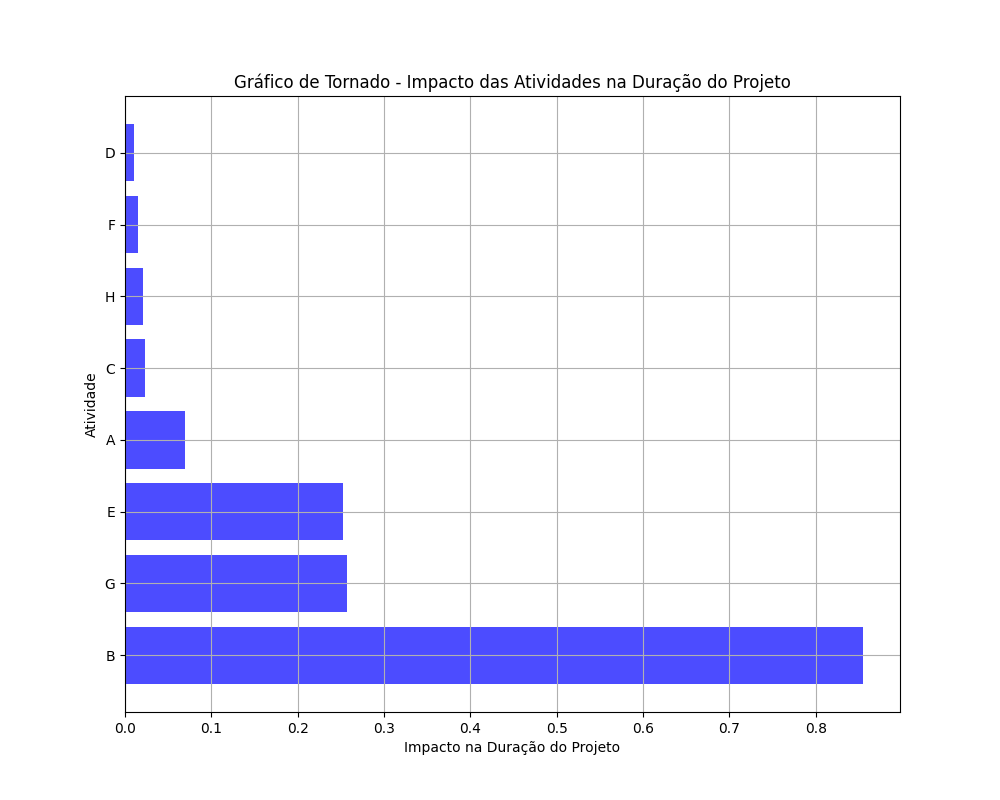 Gráfico de Tornado - Impacto das Atividades na Duração do Projeto
D
F
H
C
A
E
G
B
Atividade
0.0 0.1 0.2 0.3 0.4 0.5 0.6 0.7 0.8
Impacto na Duração do Projeto